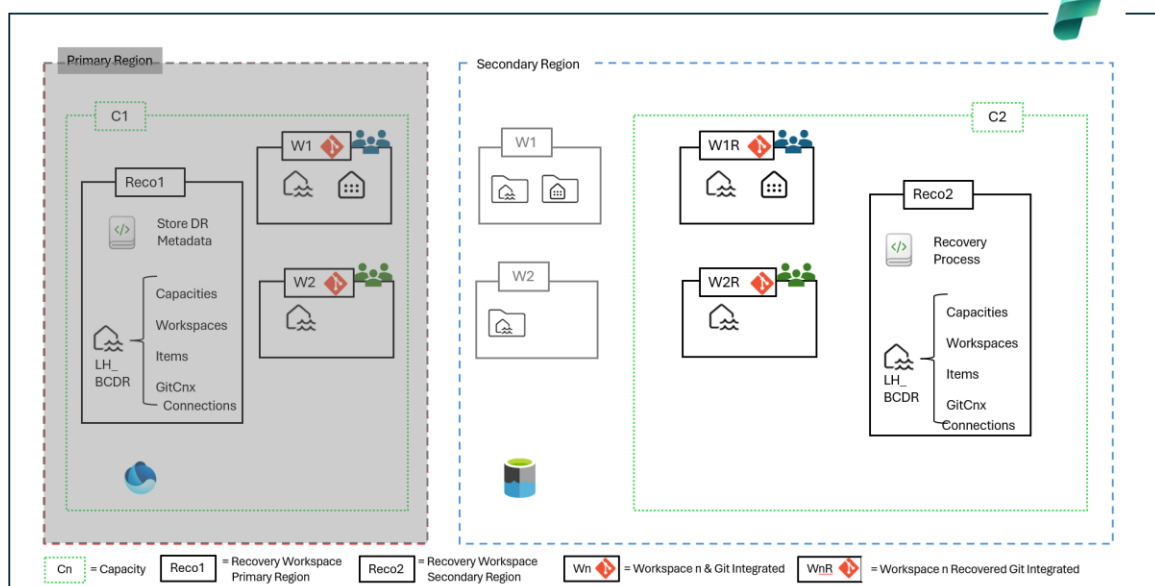 Primary Region
C1
W1
Reco1
Store DR
Metadata
Capacities
Workspaces
Items
GitCnx
Connections
LH_
BCDR
W2
Secondary Region
W1
W2
C2
W1R
W2R
Reco2
Recovery
Process
Capacities
Workspaces
Items
GitCnx
Connections
LH_
BCDR
Cn = Capacity
Reco1 = Recovery Workspace
Primary Region
Reco2 = Recovery Workspace
Secondary Region
Wn = Workspace n & Git Integrated
WnR = Workspace n Recovered Git Integrated